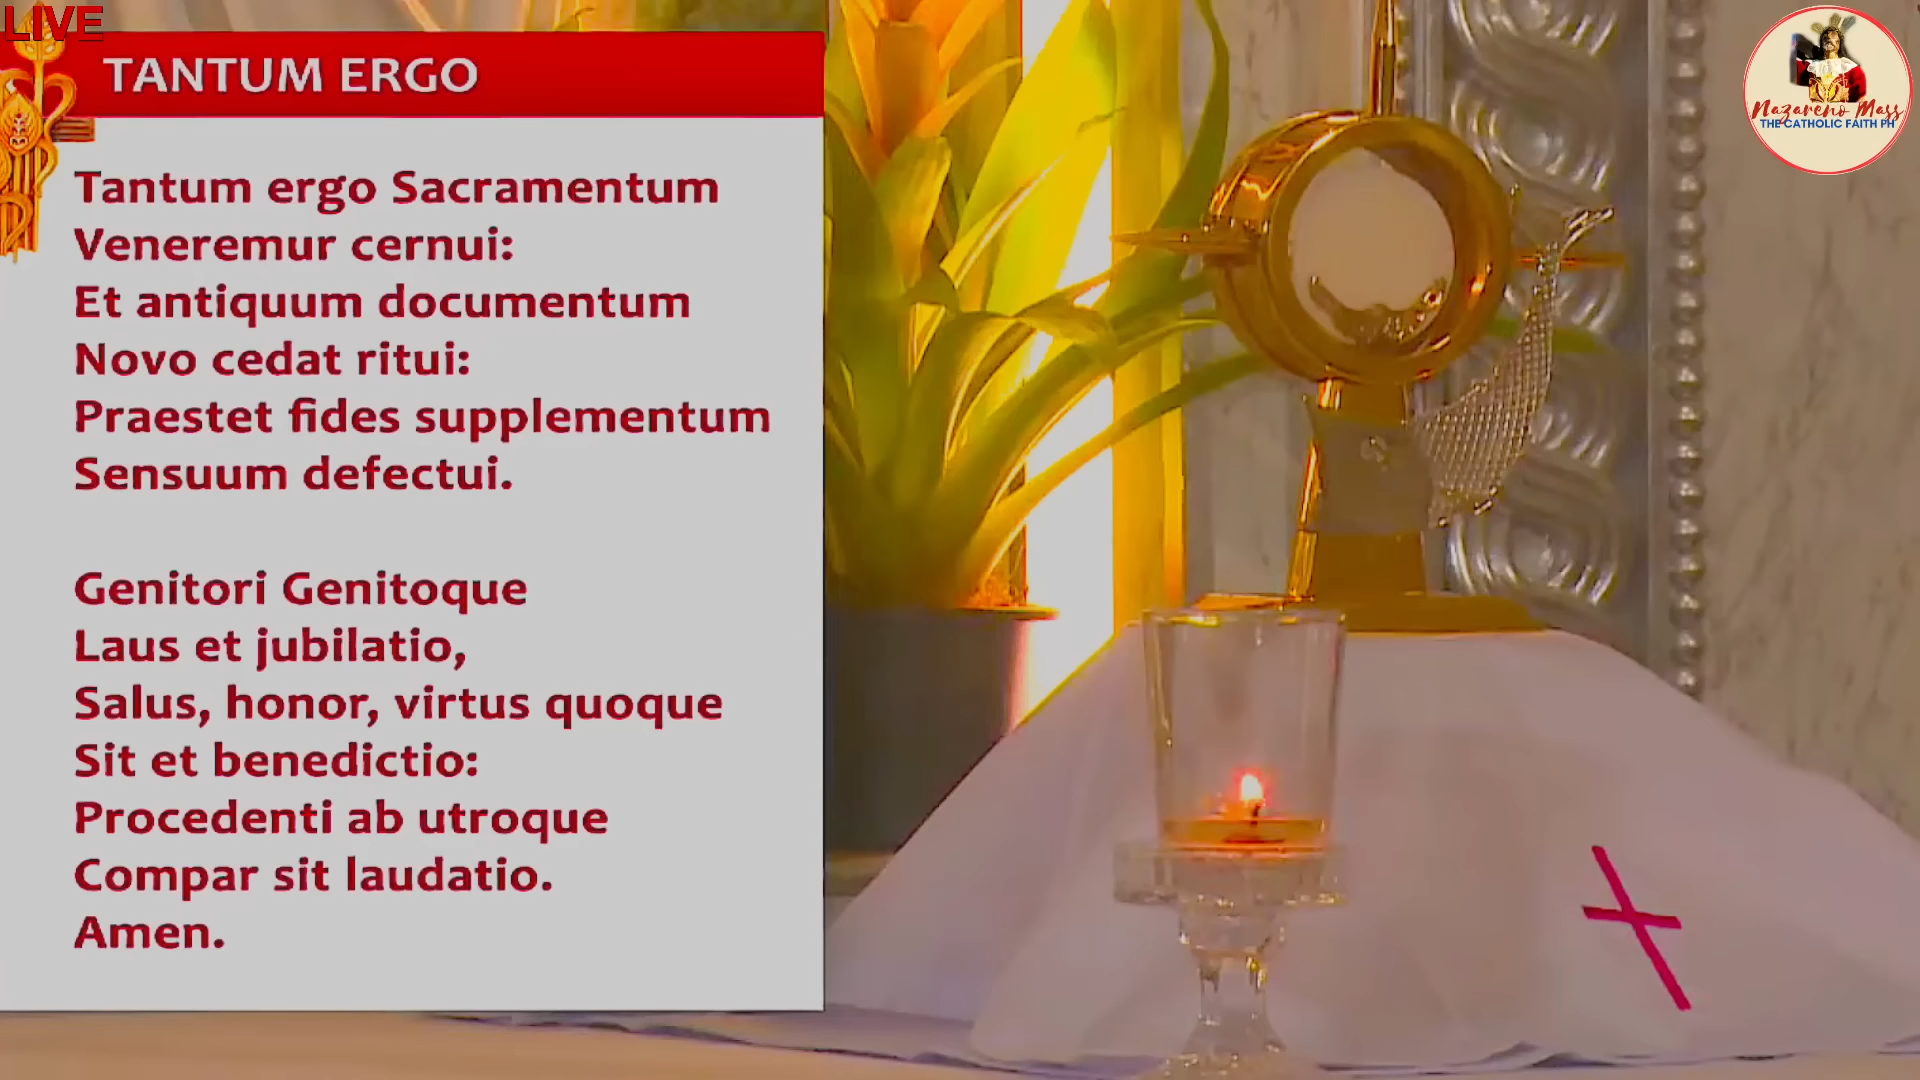 LIVE
TANTUM ERGO
Tantum ergo Sacramentum
Veneremur cernui:
Et antiquum documentum
Novo cedat ritui:
Praestet fides supplementum
Sensuum defectui.
Genitori Genitoque
Laus et jubilatio,
Salus, honor, virtus quoque
Sit et benedictio:
Procedenti ab utroque
Compar sit laudatio.
Amen.
Nazareno Mass
THE CATHOLIC FAITH PH